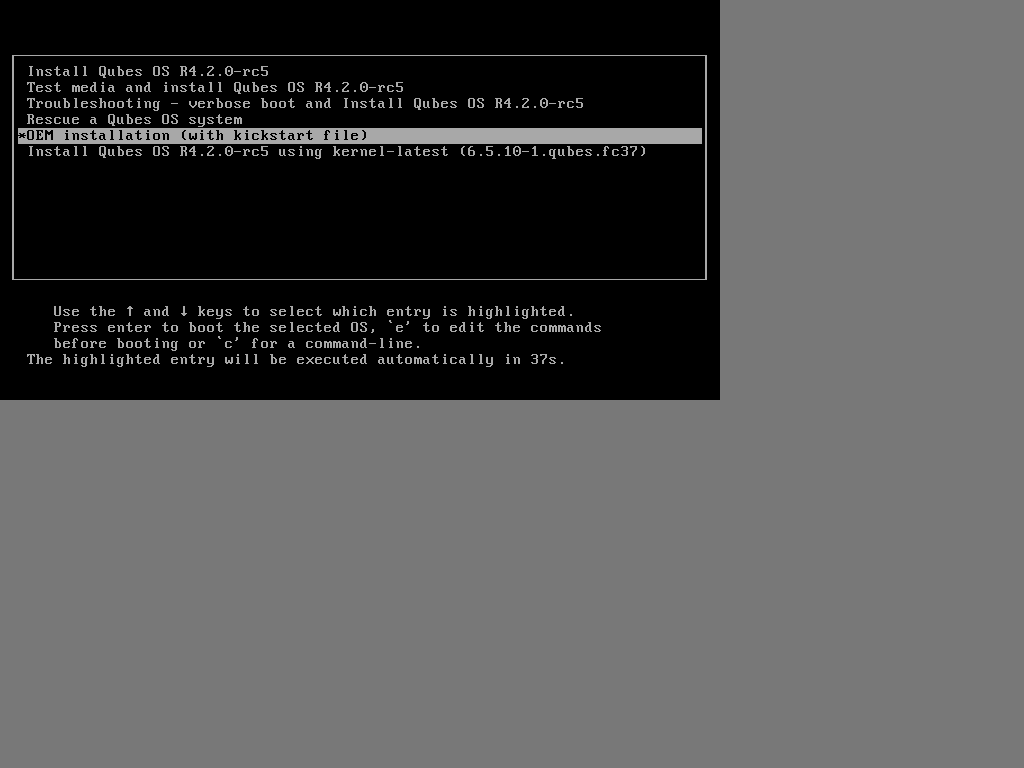 Install Qubes OS R4.2.0-rc5
Test media and install Qubes OS R4.2.0-rc5
Troubleshooting - verbose boot and Install Qubes OS R4.2.0-rc5
Rescue a Qubes OS system
*OEM installation (with kickstart file)
Install Qubes OS R4.2.0-rc5 using kernel-latest (6.5.10-1.qubes.fc37)
Use the ↑ and ↓ keys to select which entry is highlighted.
Press enter to boot the selected OS, `e' to edit the commands
before booting or `c' for a command-line.
The highlighted entry will be executed automatically in 37s.